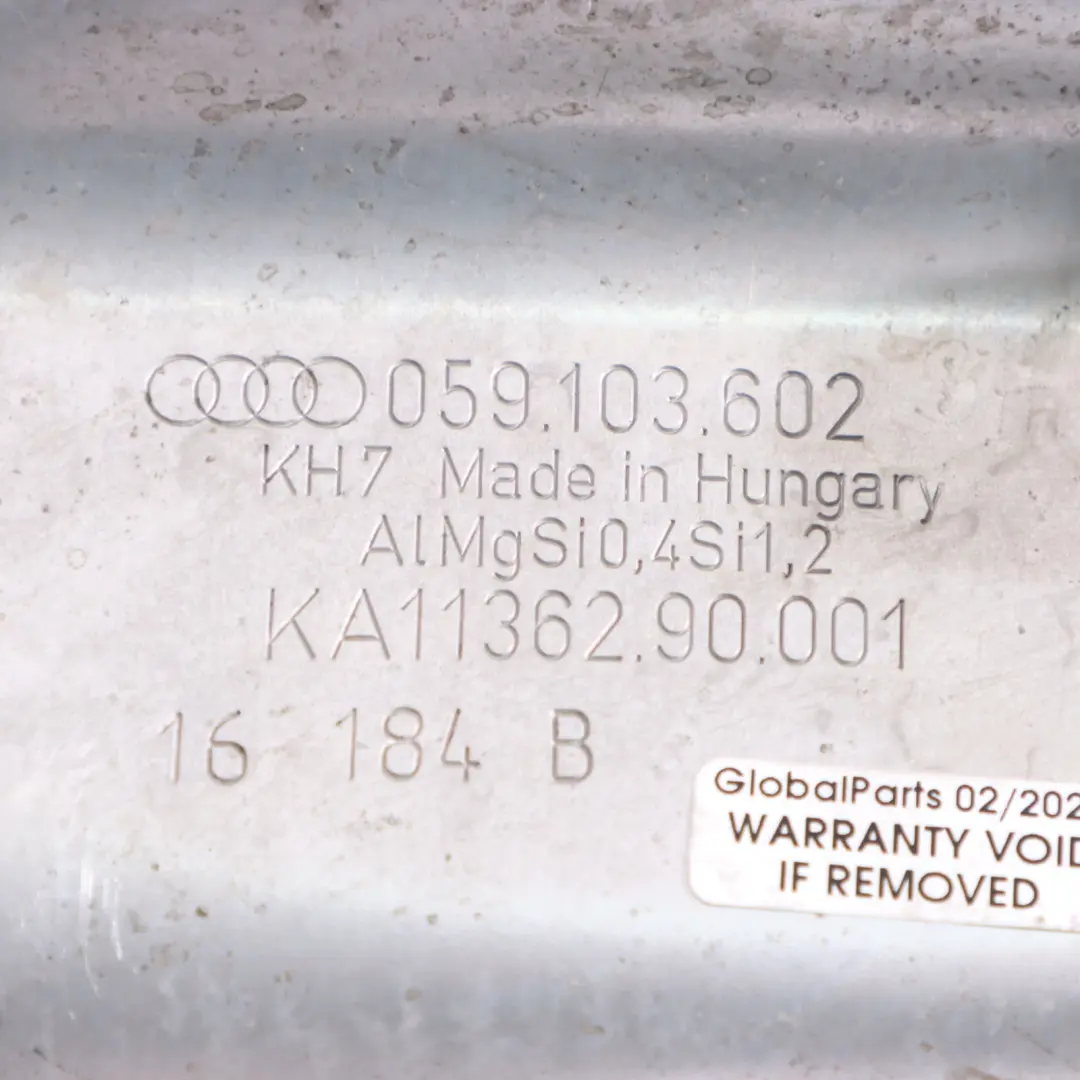 059.103.602
KH7 Made in Hungary
AlMgSi0,4Si1,2
KA11362.90.001
16 184 B
GlobalParts 02/202
WARRANTY VOID
IF REMOVED